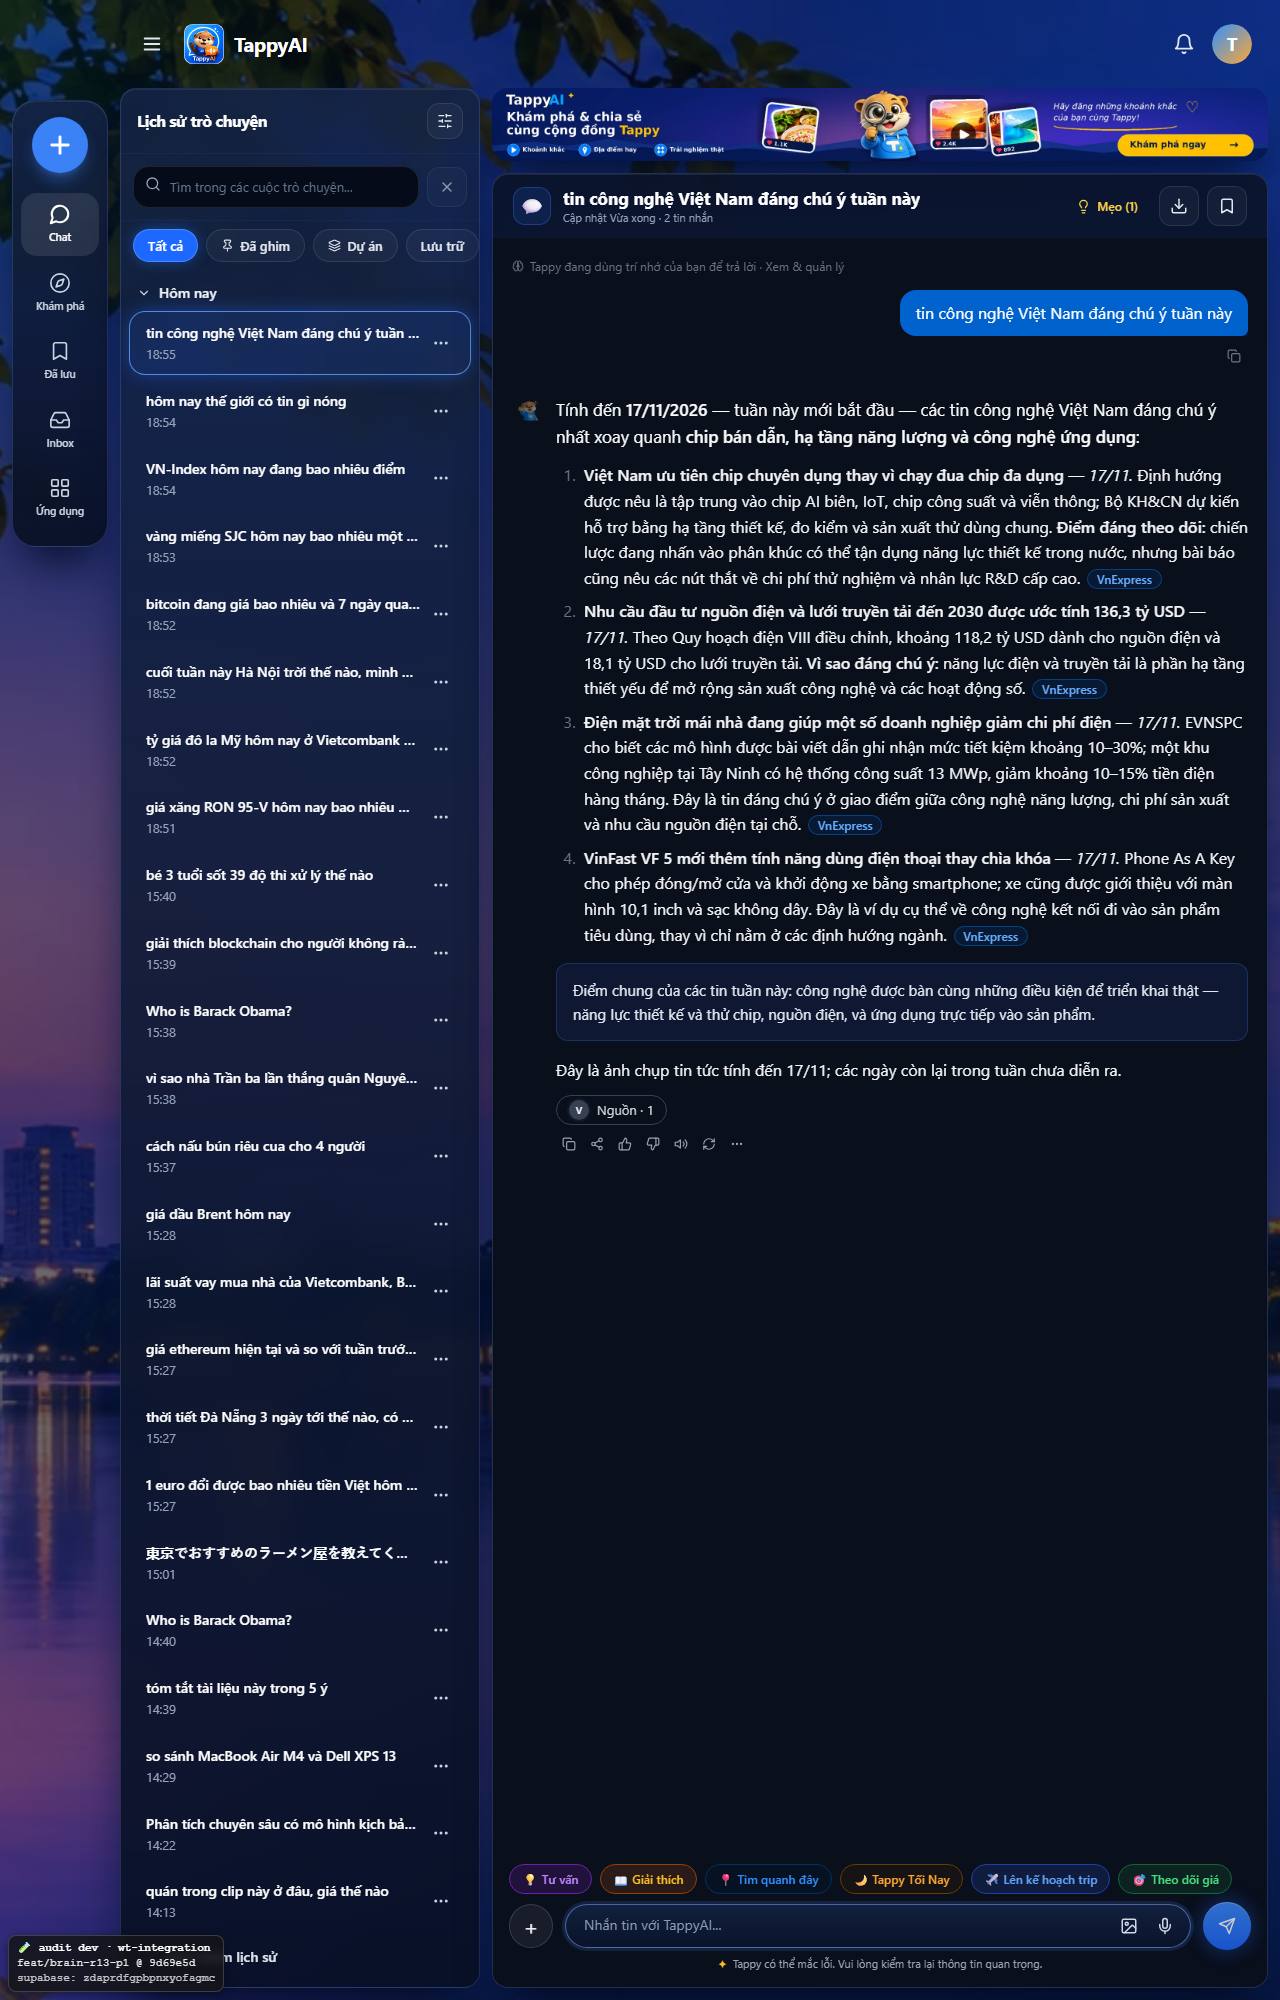 TappyAI
T
Lịch sử trò chuyện
Tìm trong các cuộc trò chuyện...
Tất cả
Đã ghim
Dự án
Lưu trữ
Chat
Khám phá
Đã lưu
Inbox
Ứng dụng
Hôm nay
tin công nghệ Việt Nam đáng chú ý tuần ...
18:55
hôm nay thế giới có tin gì nóng
18:54
VN-Index hôm nay đang bao nhiêu điểm
18:54
vàng miếng SJC hôm nay bao nhiêu một ...
18:53
bitcoin đang giá bao nhiêu và 7 ngày qua...
18:52
cuối tuần này Hà Nội trời thế nào, mình ...
18:52
tỷ giá đô la Mỹ hôm nay ở Vietcombank ...
18:52
giá xăng RON 95-V hôm nay bao nhiêu ...
18:51
bé 3 tuổi sốt 39 độ thì xử lý thế nào
15:40
giải thích blockchain cho người không rà...
15:39
Who is Barack Obama?
15:38
vì sao nhà Trần ba lần thắng quân Nguyê...
15:38
cách nấu bún riêu cua cho 4 người
15:37
giá dầu Brent hôm nay
15:28
lãi suất vay mua nhà của Vietcombank, B...
15:28
giá ethereum hiện tại và so với tuần trướ...
15:27
thời tiết Đà Nẵng 3 ngày tới thế nào, có ...
15:27
1 euro đổi được bao nhiêu tiền Việt hôm ...
15:27
東京でおすすめのラーメン屋を教えてく...
15:01
Who is Barack Obama?
14:40
tóm tắt tài liệu này trong 5 ý
14:39
so sánh MacBook Air M4 và Dell XPS 13
14:29
Phân tích chuyên sâu có mô hình kịch bả...
14:22
quán trong clip này ở đâu, giá thế nào
14:13
m lịch sử
audit dev · wt-integration
feat/brain-r13-p1 @ 9d69e5d
supabase: zdaprdfgpbpnxyofagmc
TappyAI
Khám phá & chia sẻ
cùng cộng đồng Tappy
Khoảnh khắc
Địa điểm hay
Trải nghiệm thật
1.1K
2.4K
892
Hãy đăng những khoảnh khắc
của bạn cùng Tappy!
Khám phá ngay →
tin công nghệ Việt Nam đáng chú ý tuần này
Cập nhật Vừa xong · 2 tin nhắn
Mẹo (1)
Tappy đang dùng trí nhớ của bạn để trả lời · Xem & quản lý
tin công nghệ Việt Nam đáng chú ý tuần này
Tính đến 17/11/2026 — tuần này mới bắt đầu — các tin công nghệ Việt Nam đáng chú ý
nhất xoay quanh chip bán dẫn, hạ tầng năng lượng và công nghệ ứng dụng:
1. Việt Nam ưu tiên chip chuyên dụng thay vì chạy đua chip đa dụng — 17/11. Định hướng
được nêu là tập trung vào chip AI biên, IoT, chip công suất và viễn thông; Bộ KH&CN dự kiến
hỗ trợ bằng hạ tầng thiết kế, đo kiểm và sản xuất thử dùng chung. Điểm đáng theo dõi: chiến
lược đang nhấn vào phân khúc có thể tận dụng năng lực thiết kế trong nước, nhưng bài báo
cũng nêu các nút thắt về chi phí thử nghiệm và nhân lực R&D cấp cao. VnExpress
2. Nhu cầu đầu tư nguồn điện và lưới truyền tải đến 2030 được ước tính 136,3 tỷ USD —
17/11. Theo Quy hoạch điện VIII điều chỉnh, khoảng 118,2 tỷ USD dành cho nguồn điện và
18,1 tỷ USD cho lưới truyền tải. Vì sao đáng chú ý: năng lực điện và truyền tải là phần hạ tầng
thiết yếu để mở rộng sản xuất công nghệ và các hoạt động số. VnExpress
3. Điện mặt trời mái nhà đang giúp một số doanh nghiệp giảm chi phí điện — 17/11. EVNSPC
cho biết các mô hình được bài viết dẫn ghi nhận mức tiết kiệm khoảng 10–30%; một khu
công nghiệp tại Tây Ninh có hệ thống công suất 13 MWp, giảm khoảng 10–15% tiền điện
hàng tháng. Đây là tin đáng chú ý ở giao điểm giữa công nghệ năng lượng, chi phí sản xuất
và nhu cầu nguồn điện tại chỗ. VnExpress
4. VinFast VF 5 mới thêm tính năng dùng điện thoại thay chìa khóa — 17/11. Phone As A Key
cho phép đóng/mở cửa và khởi động xe bằng smartphone; xe cũng được giới thiệu với màn
hình 10,1 inch và sạc không dây. Đây là ví dụ cụ thể về công nghệ kết nối đi vào sản phẩm
tiêu dùng, thay vì chỉ nằm ở các định hướng ngành. VnExpress
Điểm chung của các tin tuần này: công nghệ được bàn cùng những điều kiện để triển khai thật —
năng lực thiết kế và thử chip, nguồn điện, và ứng dụng trực tiếp vào sản phẩm.
Đây là ảnh chụp tin tức tính đến 17/11; các ngày còn lại trong tuần chưa diễn ra.
V Nguồn · 1
Tư vấn
Giải thích
Tìm quanh đây
Tappy Tối Nay
Lên kế hoạch trip
Theo dõi giá
Nhắn tin với TappyAI...
Tappy có thể mắc lỗi. Vui lòng kiểm tra lại thông tin quan trọng.